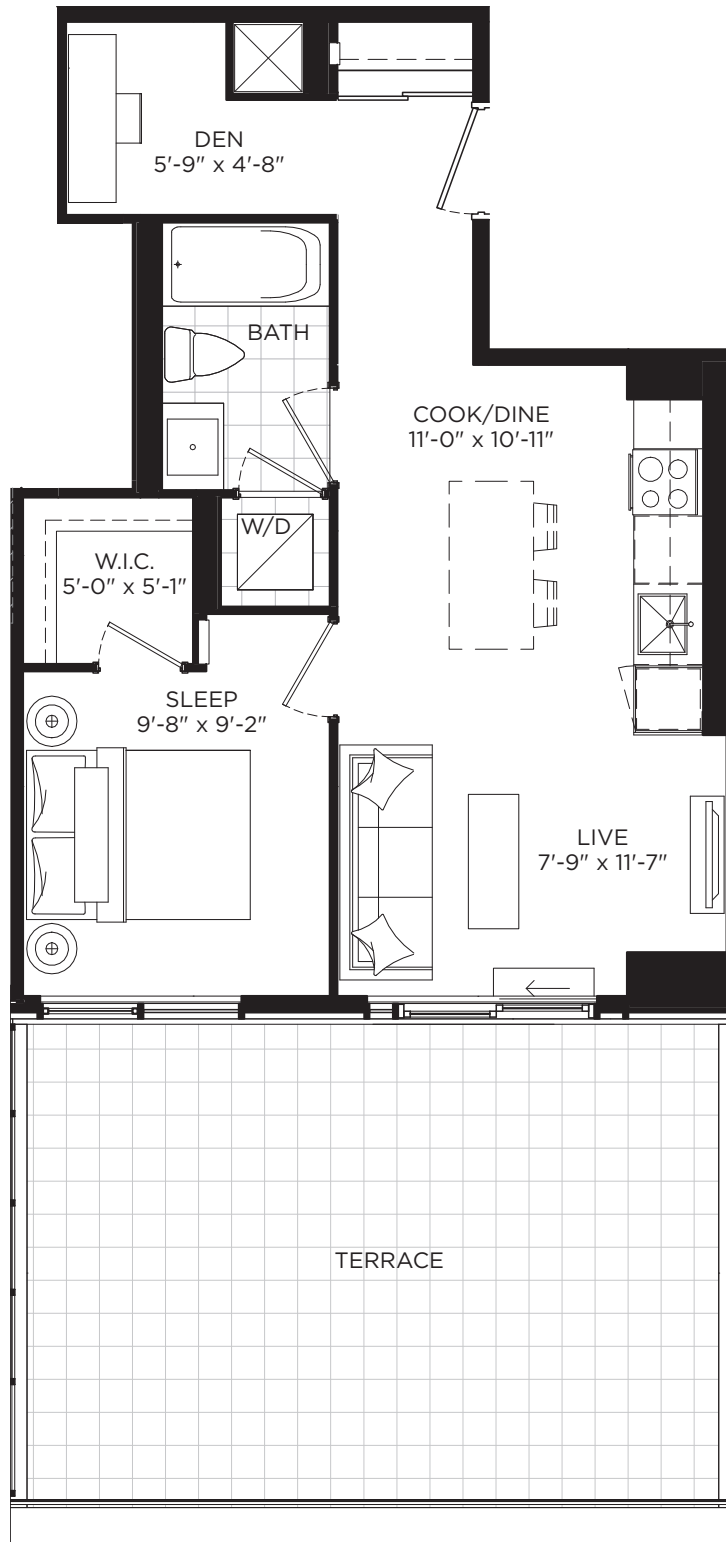 DEN
5'-9" x 4'-8"
BATH
COOK/DINE
11'-0" x 10'-11"
W/D
W.I.C.
5'-0" x 5'-1"
SLEEP
9'-8" x 9'-2"
LIVE
7'-9" x 11'-7"
TERRACE